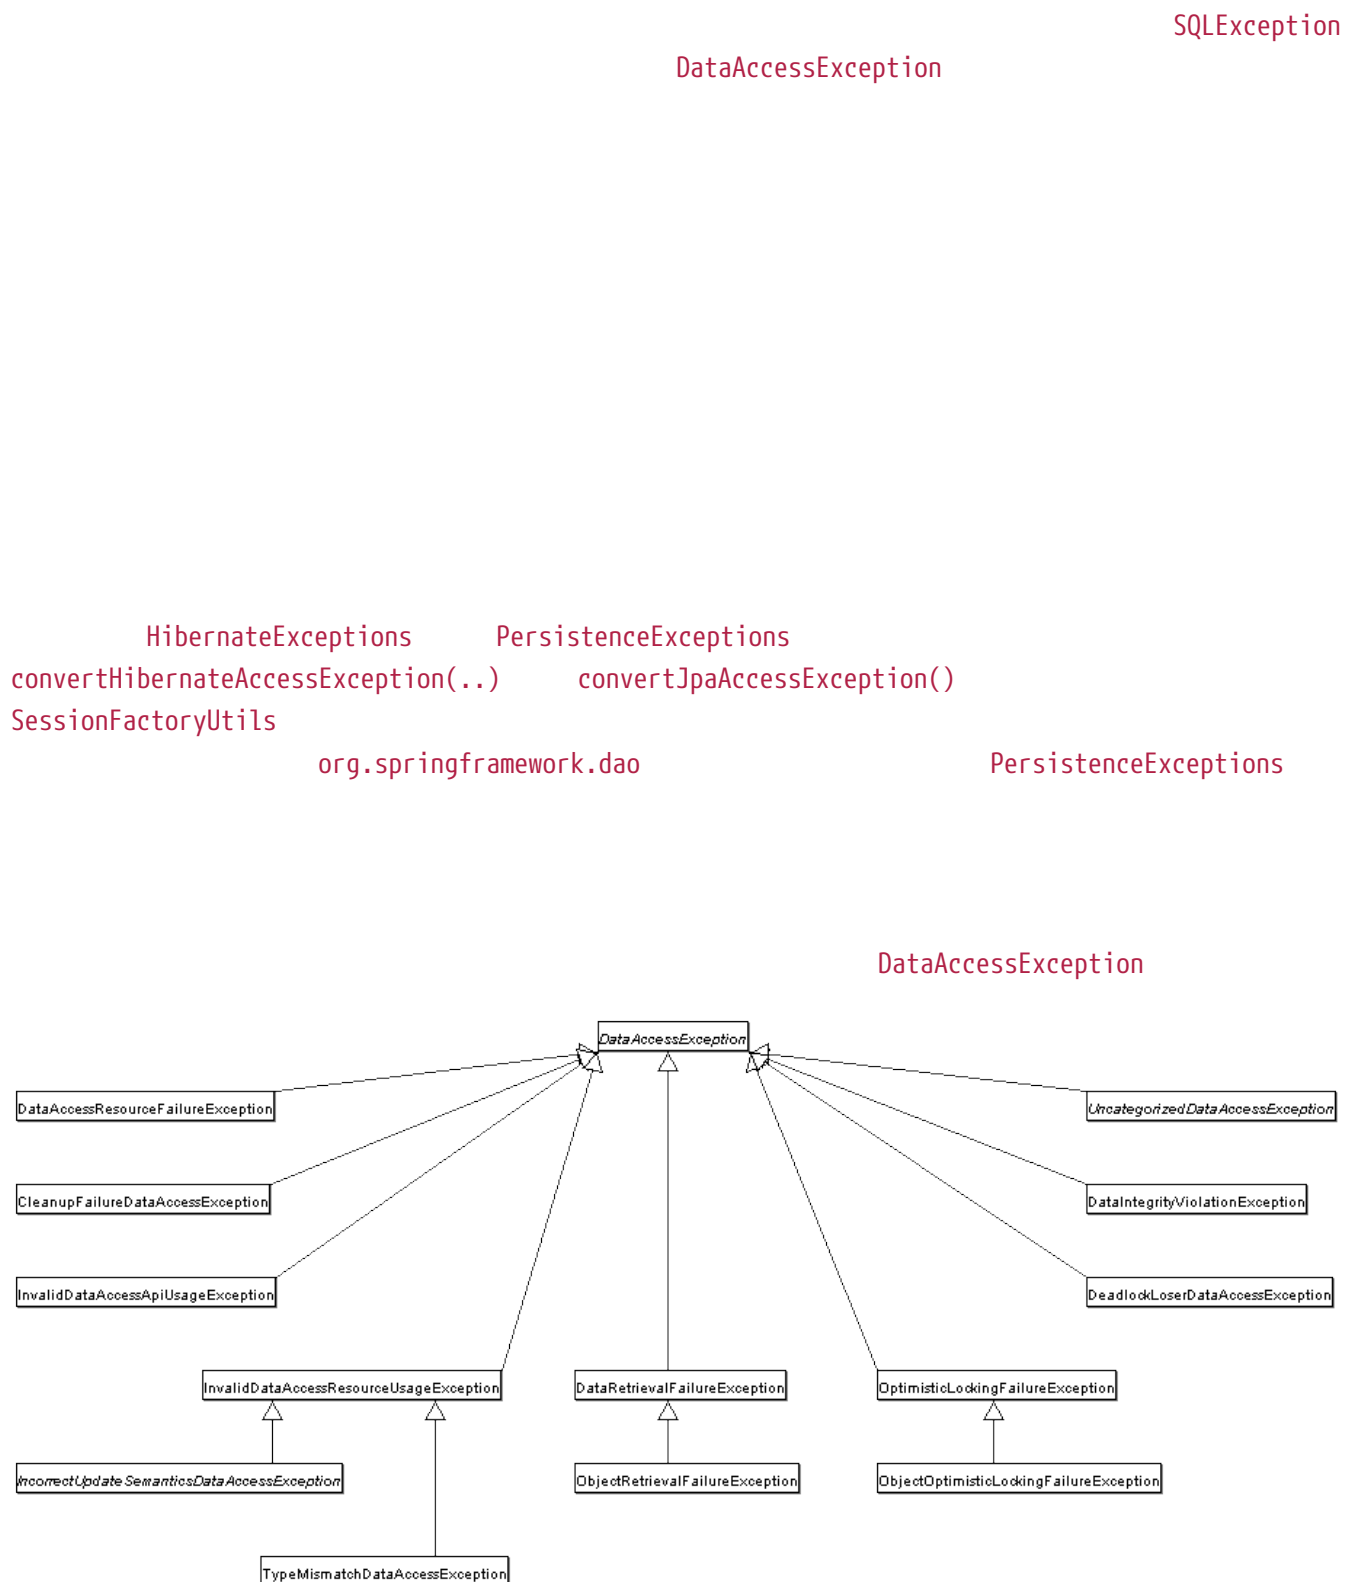 SQLException
DataAccessException
HibernateExceptions PersistenceExceptions
convertHibernateAccessException(..) convertJpaAccessException()
SessionFactoryUtils
org.springframework.dao PersistenceExceptions
DataAccessException
DataAccessException
DataAccessResourceFailureException UncategorizedDataAccessException
CleanupFailureDataAccessException DataIntegrityViolationException
InvalidDataAccessApiUsageException DeadlockLoserDataAccessException
InvalidDataAccessResourceUsageException DataRetrievalFailureException OptimisticLockingFailureException
IncorrectUpdateSemanticsDataAccessException ObjectRetrievalFailureException ObjectOptimisticLockingFailureException
TypeMismatchDataAccessException